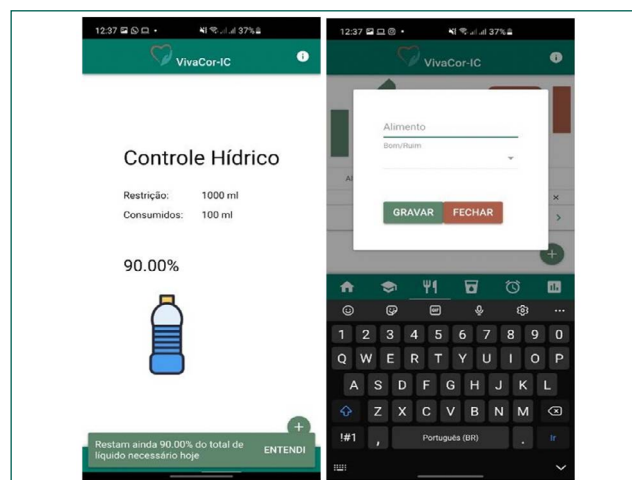 12:37
37%
VivaCor-IC
Controle Hídrico
Restrição: 1000 ml
Consumidos: 100 ml
90.00%
Restam ainda 90.00% do total de
líquido necessário hoje
ENTENDI
12:37
37%
VivaCor-IC
Alimento
Bom/Ruim
GRAVAR FECHAR
GIF
1 2 3 4 5 6 7 8 9 0
Q W E R T Y U I O P
A S D F G H J K L
Z X C V B N M
!#1 , Português (BR) . Ir